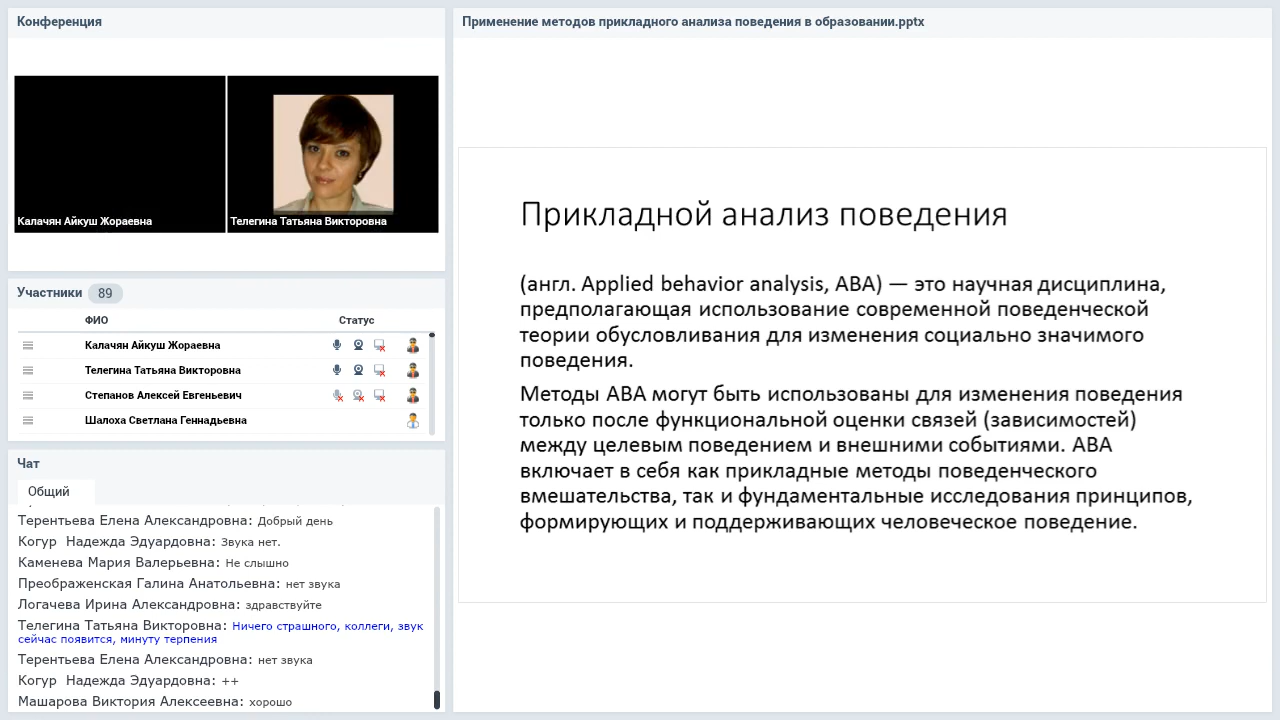 Конференция
Калачян Айкуш Жораевна
Телегина Татьяна Викторовна
Участники 89
ФИО Статус
Калачян Айкуш Жораевна
Телегина Татьяна Викторовна
Степанов Алексей Евгеньевич
Шалоха Светлана Геннадьевна
Чат
Общий
Терентьева Елена Александровна: Добрый день
Когур Надежда Эдуардовна: Звука нет.
Каменева Мария Валерьевна: Не слышно
Преображенская Галина Анатольевна: нет звука
Логачева Ирина Александровна: здравствуйте
Телегина Татьяна Викторовна: Ничего страшного, коллеги, звук
сейчас появится, минуту терпения
Терентьева Елена Александровна: нет звука
Когур Надежда Эдуардовна: ++
Машарова Виктория Алексеевна: хорошо
Применение методов прикладного анализа поведения в образовании.pptx
Прикладной анализ поведения
(англ. Applied behavior analysis, ABA) — это научная дисциплина,
предполагающая использование современной поведенческой
теории обусловливания для изменения социально значимого
поведения.
Методы АВА могут быть использованы для изменения поведения
только после функциональной оценки связей (зависимостей)
между целевым поведением и внешними событиями. АВА
включает в себя как прикладные методы поведенческого
вмешательства, так и фундаментальные исследования принципов,
формирующих и поддерживающих человеческое поведение.